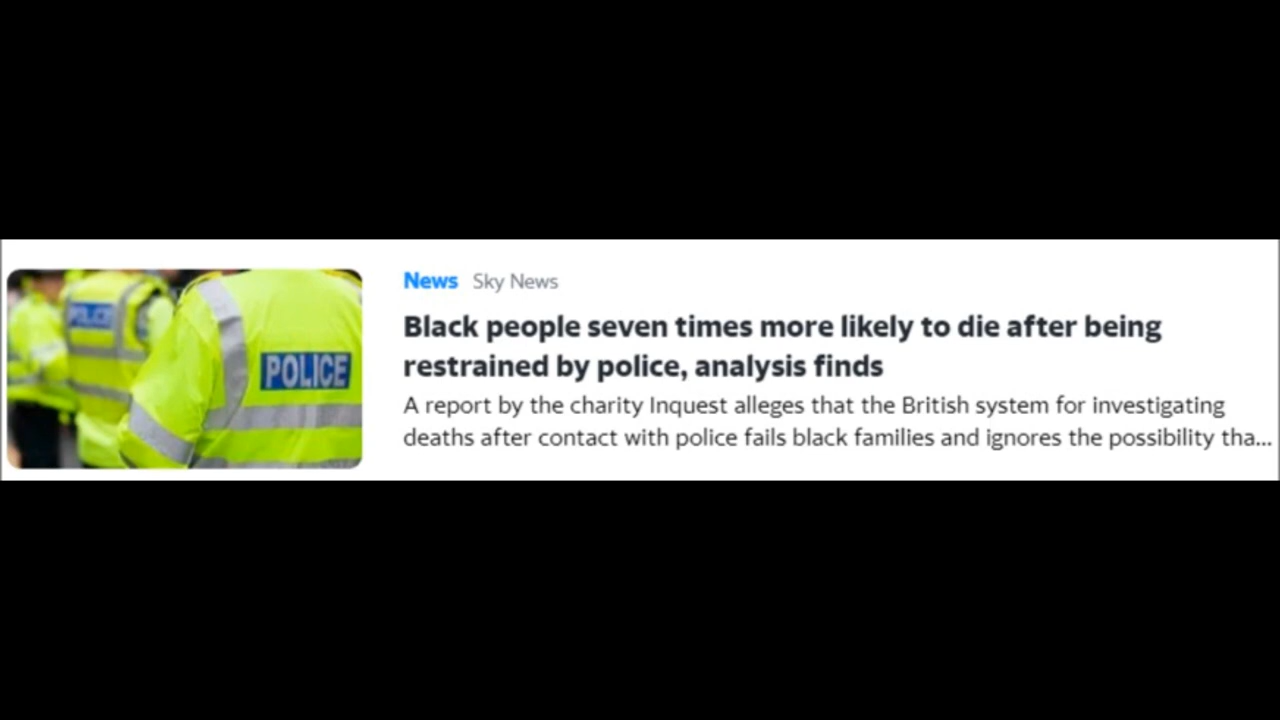 News Sky News
Black people seven times more likely to die after being
restrained by police, analysis finds
A report by the charity Inquest alleges that the British system for investigating
deaths after contact with police fails black families and ignores the possibility tha...
POLICE
POLICE